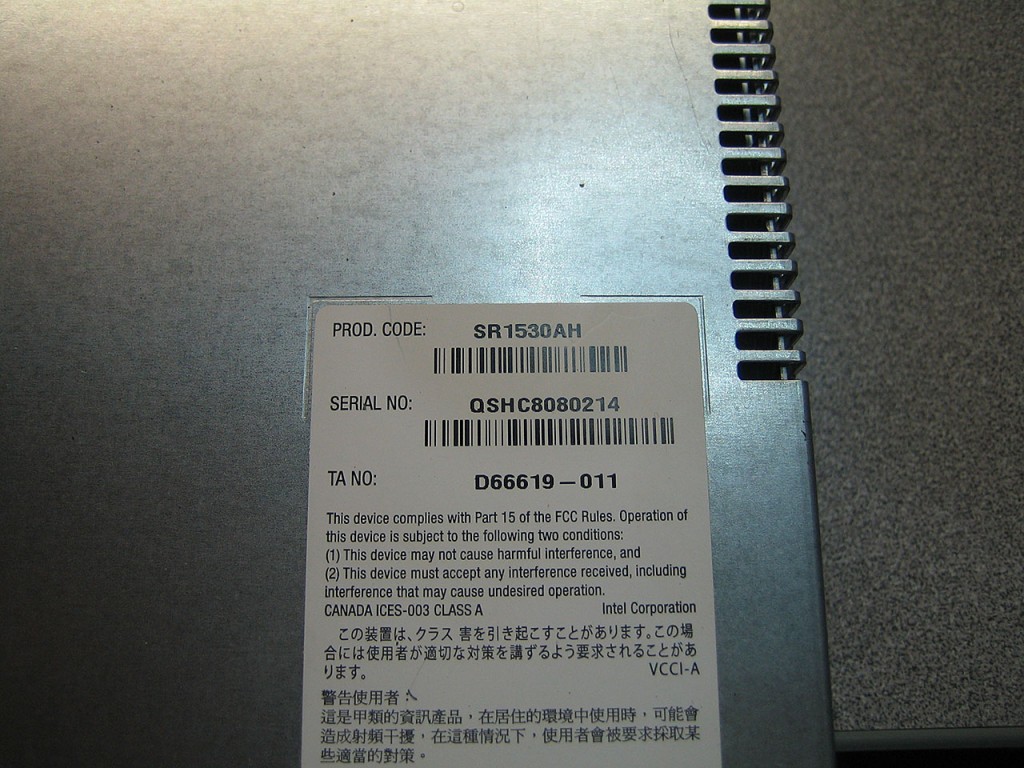 PROD. CODE: SR1530AH
SERIAL NO: QSHC8080214
TA NO: D66619-011
This device complies with Part 15 of the FCC Rules. Operation of
this device is subject to the following two conditions:
(1) This device may not cause harmful interference, and
(2) This device must accept any interference received, including
interference that may cause undesired operation.
CANADA ICES-003 CLASS A Intel Corporation
この装置は、クラス 害を引き起こすことがあります。この場
合には使用者が適切な対策を講ずるよう要求されることがあ
ります。 VCCI-A
警告使用者：
這是甲類的資訊產品，在居住的環境中使用時，可能會
造成射頻干擾，在這種情況下，使用者會被要求採取某
些適當的對策。